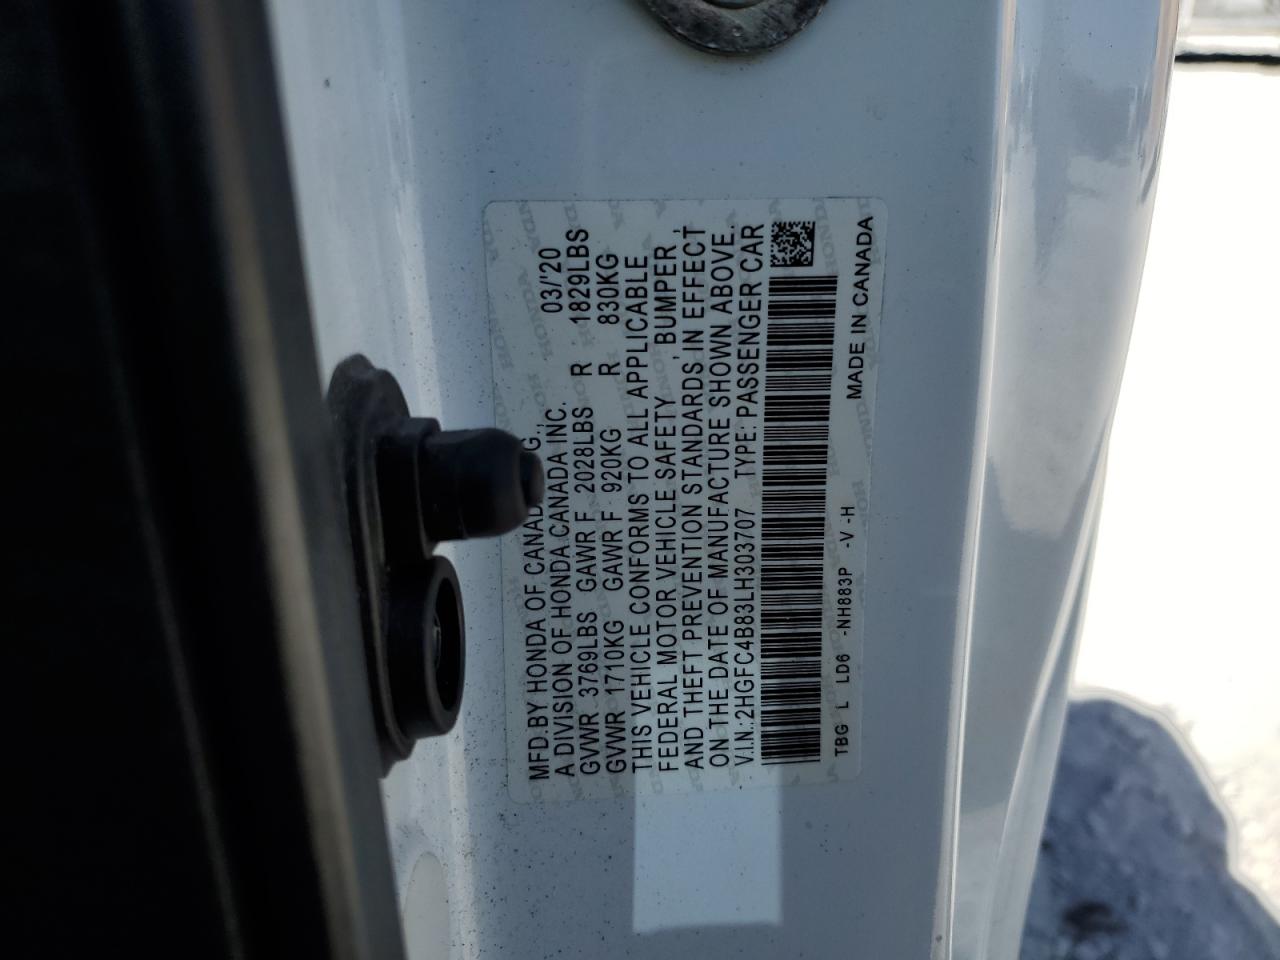 MFD.BY HONDA OF CANADA 03/'20
A DIVISION OF HONDA CANADA INC.
GVWR 3769LBS GAWR F 2028LBS R 1829LBS
GVWR 1710KG GAWR F 920KG R 830KG
THIS VEHICLE CONFORMS TO ALL APPLICABLE
FEDERAL MOTOR VEHICLE SAFETY , BUMPER ,
AND THEFT PREVENTION STANDARDS IN EFFECT
ON THE DATE OF MANUFACTURE SHOWN ABOVE.
V.I.N.: 2HGFC4B83LH303707 TYPE: PASSENGER CAR
TBG L LD6 -NH883P -V -H MADE IN CANADA